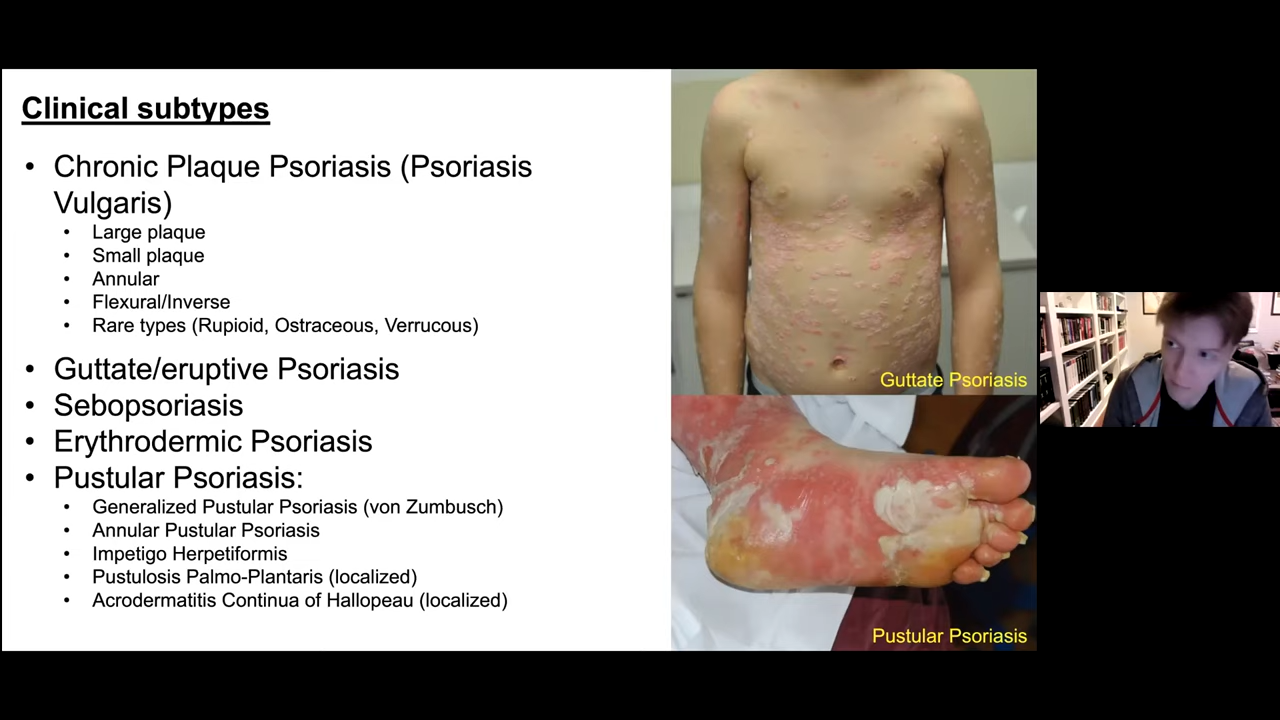 Clinical subtypes
• Chronic Plaque Psoriasis (Psoriasis
Vulgaris)
• Large plaque
• Small plaque
• Annular
• Flexural/Inverse
• Rare types (Rupioid, Ostraceous, Verrucous)
• Guttate/eruptive Psoriasis
• Sebopsoriasis
• Erythrodermic Psoriasis
• Pustular Psoriasis:
• Generalized Pustular Psoriasis (von Zumbusch)
• Annular Pustular Psoriasis
• Impetigo Herpetiformis
• Pustulosis Palmo-Plantaris (localized)
• Acrodermatitis Continua of Hallopeau (localized)
Guttate Psoriasis
Pustular Psoriasis